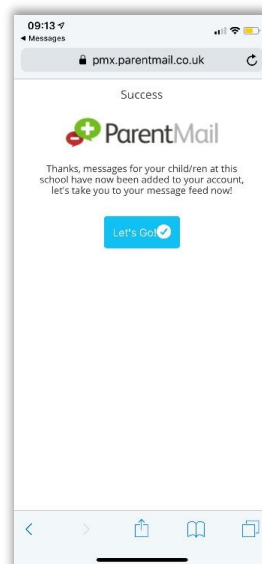 09:13
◀ Messages
pmx.parentmail.co.uk
Success
ParentMail
Thanks, messages for your child/ren at this
school have now been added to your account,
let's take you to your message feed now!
Let's Go!